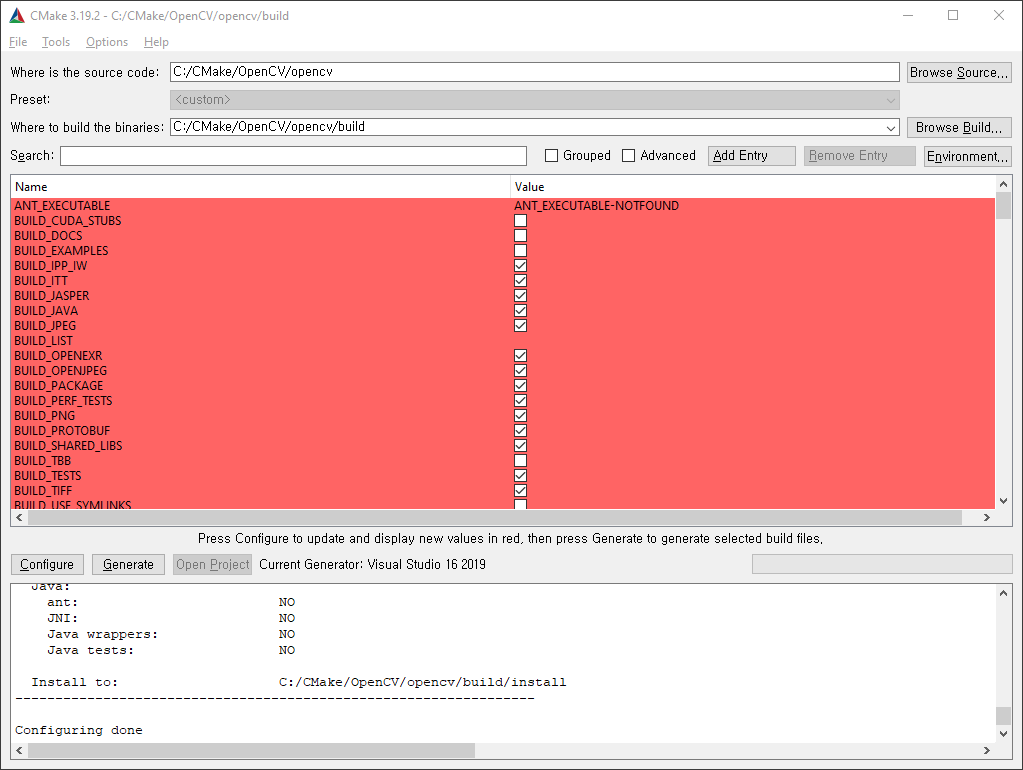 CMake 3.19.2 - C:/CMake/OpenCV/opencv/build
File Tools Options Help
Where is the source code: C:/CMake/OpenCV/opencv Browse Source...
Preset: <custom>
Where to build the binaries: C:/CMake/OpenCV/opencv/build Browse Build...
Search: Grouped Advanced Add Entry Remove Entry Environment...
Name Value
ANT_EXECUTABLE ANT_EXECUTABLE-NOTFOUND
BUILD_CUDA_STUBS
BUILD_DOCS
BUILD_EXAMPLES
BUILD_IPP_IW
BUILD_ITT
BUILD_JASPER
BUILD_JAVA
BUILD_JPEG
BUILD_LIST
BUILD_OPENEXR
BUILD_OPENJPEG
BUILD_PACKAGE
BUILD_PERF_TESTS
BUILD_PNG
BUILD_PROTOBUF
BUILD_SHARED_LIBS
BUILD_TBB
BUILD_TESTS
BUILD_TIFF
BUILD_USE_SYMLINKS
Press Configure to update and display new values in red, then press Generate to generate selected build files.
Configure Generate Open Project Current Generator: Visual Studio 16 2019
Java:
ant: NO
JNI: NO
Java wrappers: NO
Java tests: NO
Install to: C:/CMake/OpenCV/opencv/build/install
-----------------------------------------------------------------
Configuring done